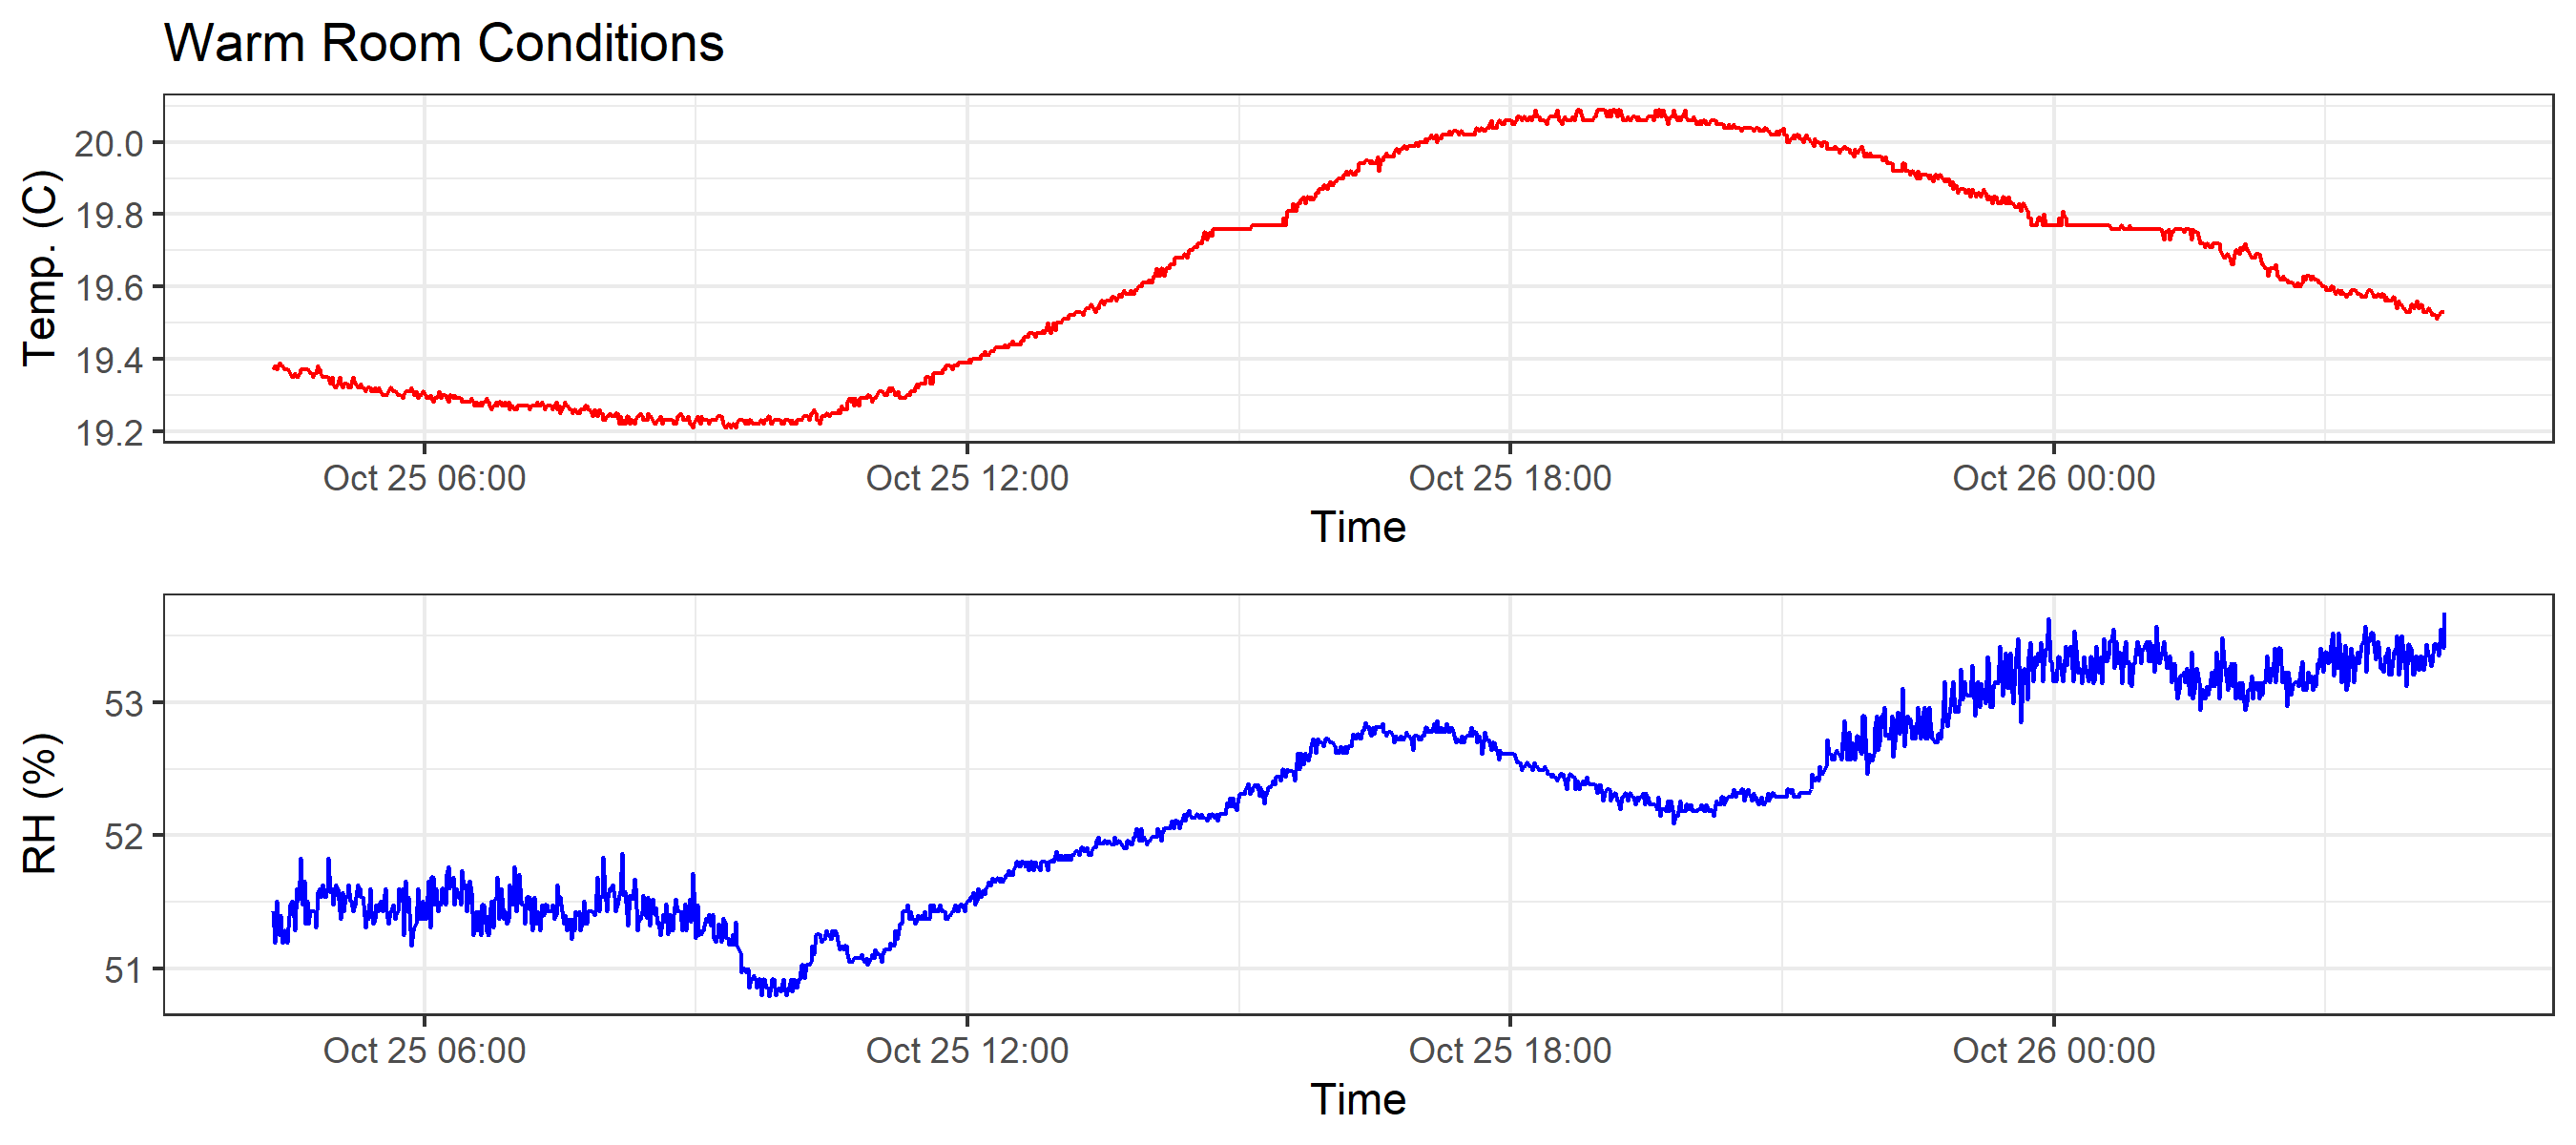 Warm Room Conditions
Temp. (C)
20.0
19.8
19.6
19.4
19.2
Oct 25 06:00 Oct 25 12:00 Oct 25 18:00 Oct 26 00:00
Time
RH (%)
53
52
51
Oct 25 06:00 Oct 25 12:00 Oct 25 18:00 Oct 26 00:00
Time